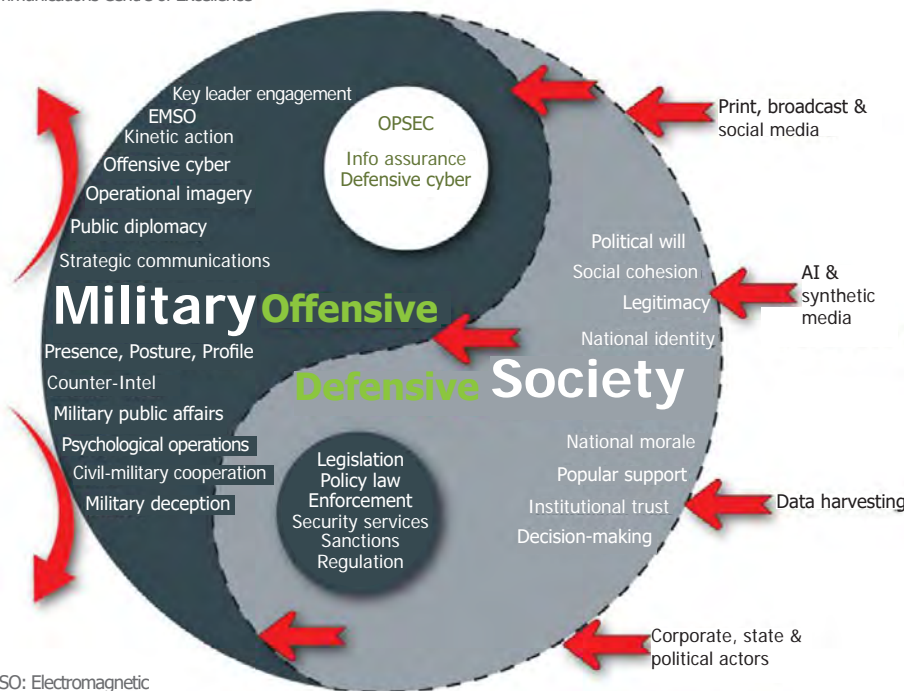 Communications Centre of Excellence
Key leader engagement
EMSO
Kinetic action
Offensive cyber
Operational imagery
Public diplomacy
Strategic communications
OPSEC
Info assurance
Defensive cyber
Print, broadcast &
social media
Political will
Social cohesion
Legitimacy
National identity
AI &
synthetic
media
Military Offensive
Defensive Society
Presence, Posture, Profile
Counter-Intel
Military public affairs
Psychological operations
Civil-military cooperation
Military deception
Legislation
Policy law
Enforcement
Security services
Sanctions
Regulation
National morale
Popular support
Institutional trust
Decision-making
Data harvesting
Corporate, state &
political actors
SO: Electromagnetic